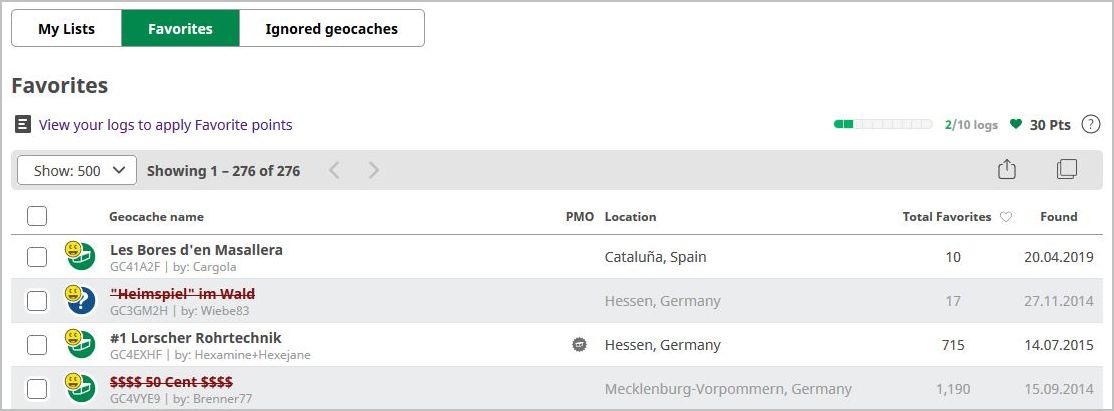 My Lists Favorites Ignored geocaches
Favorites
View your logs to apply Favorite points 2/10 logs 30 Pts ?
Show: 500 Showing 1 – 276 of 276
Geocache name PMO Location Total Favorites Found
Les Bores d'en Masallera Cataluña, Spain 10 20.04.2019
GC41A2F | by: Cargola
"Heimspiel" im Wald Hessen, Germany 17 27.11.2014
GC3GM2H | by: Wiebe83
#1 Lorscher Rohrtechnik Hessen, Germany 715 14.07.2015
GC4EXHF | by: Hexamine+Hexejane
$$$$ 50 Cent $$$$ Mecklenburg-Vorpommern, Germany 1,190 15.09.2014
GC4VYE9 | by: Brenner77